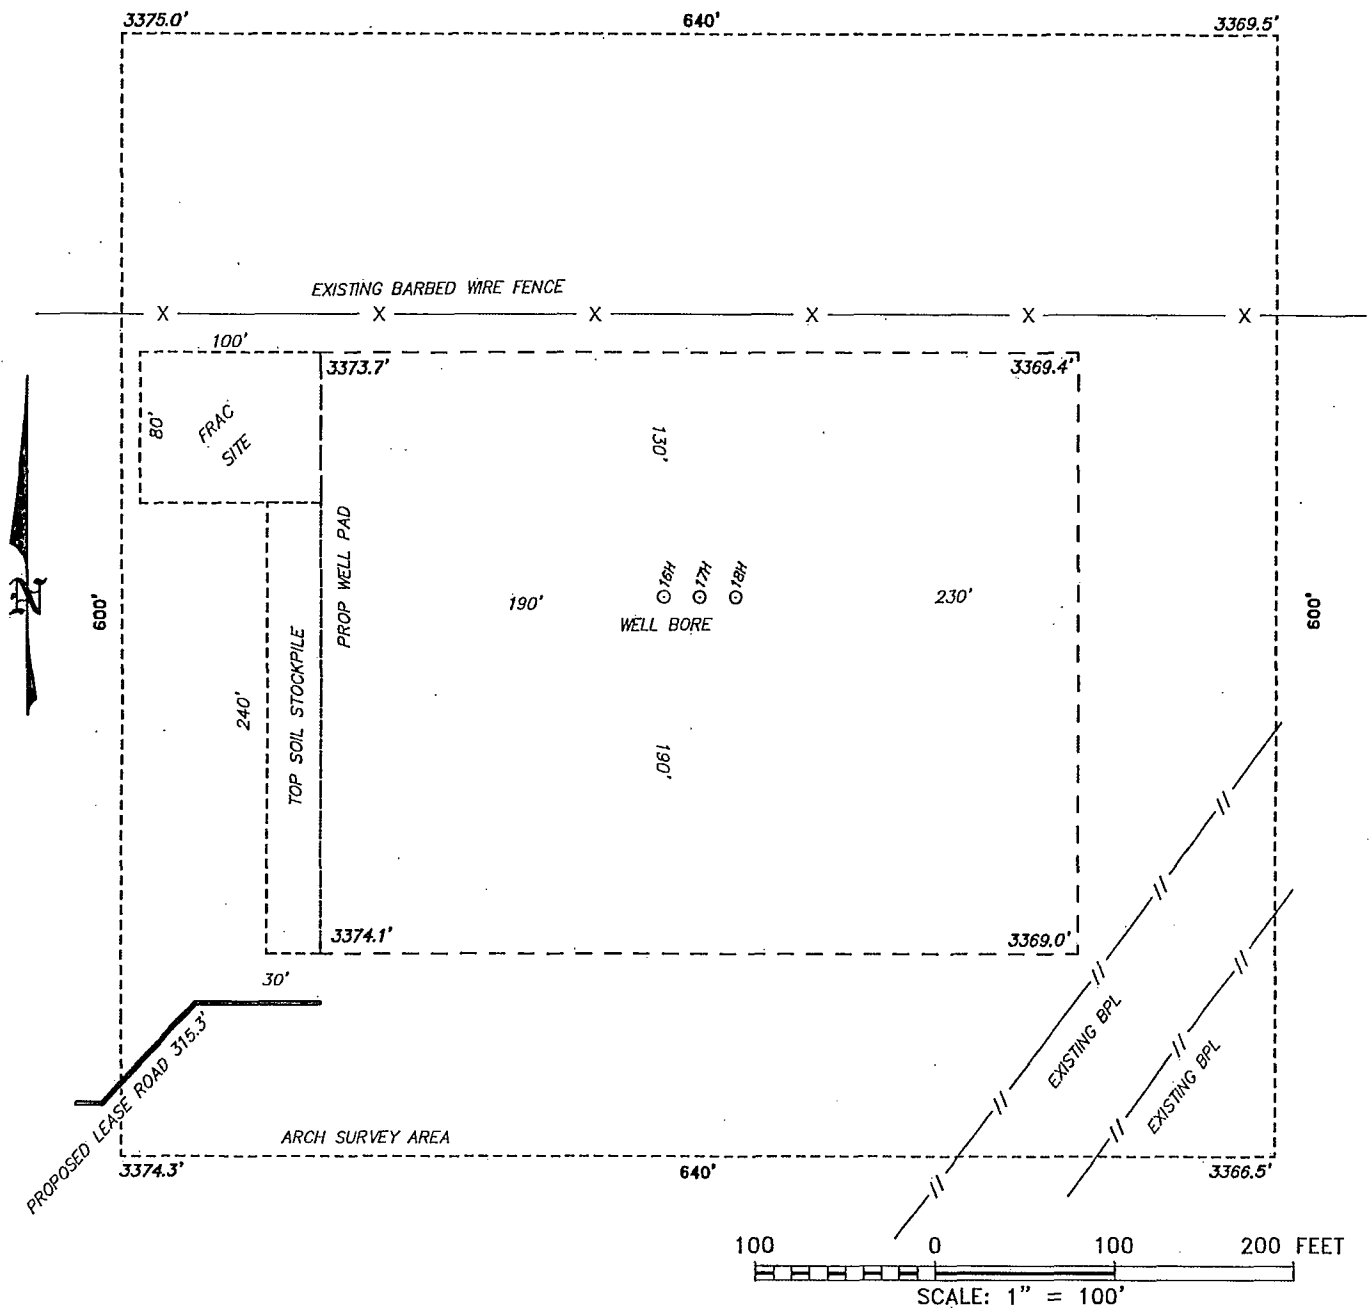 3375.0' 640' 3369.5'
EXISTING BARBED WIRE FENCE
X X X X X X
100'
3373.7' 3369.4'
80'
FRAC
SITE
130'
PROP WELL PAD
16H 17H 18H
190' 230'
WELL BORE
N
600'
600'
TOP SOIL STOCKPILE
240'
190'
3374.1' 3369.0'
30'
PROPOSED LEASE ROAD 315.3'
EXISTING BPL
EXISTING BPL
ARCH SURVEY AREA
3374.3' 640' 3366.5'
100 0 100 200 FEET
SCALE: 1" = 100'